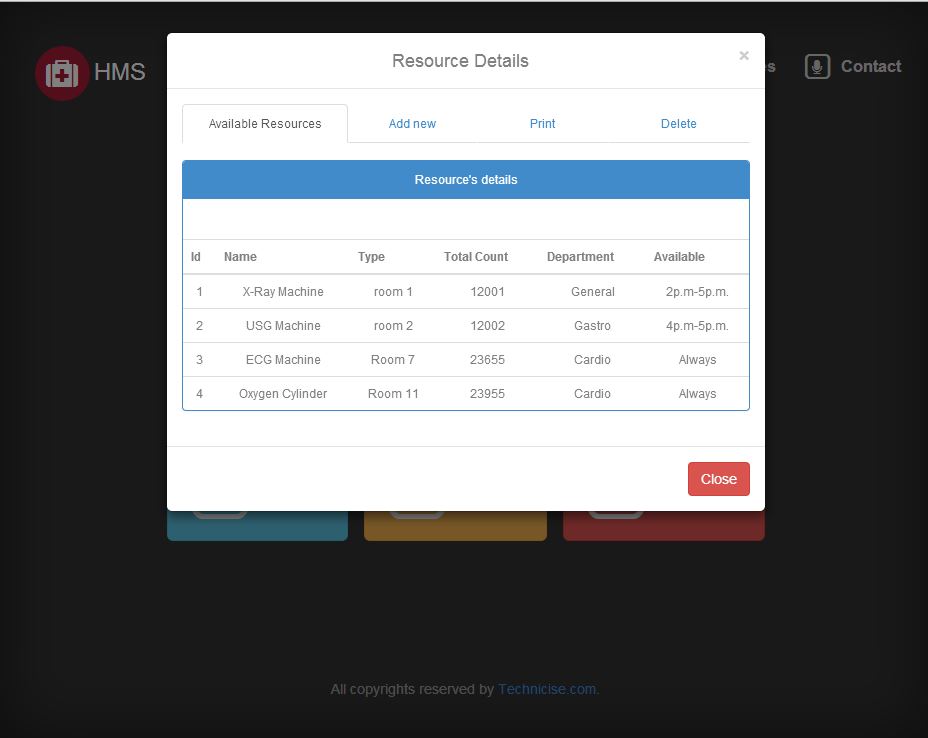 HMS
Resource Details
×
s
Contact
Available Resources Add new Print Delete
Resource's details
Id Name Type Total Count Department Available
1 X-Ray Machine room 1 12001 General 2p.m-5p.m.
2 USG Machine room 2 12002 Gastro 4p.m-5p.m.
3 ECG Machine Room 7 23655 Cardio Always
4 Oxygen Cylinder Room 11 23955 Cardio Always
Close
All copyrights reserved by Technicise.com.